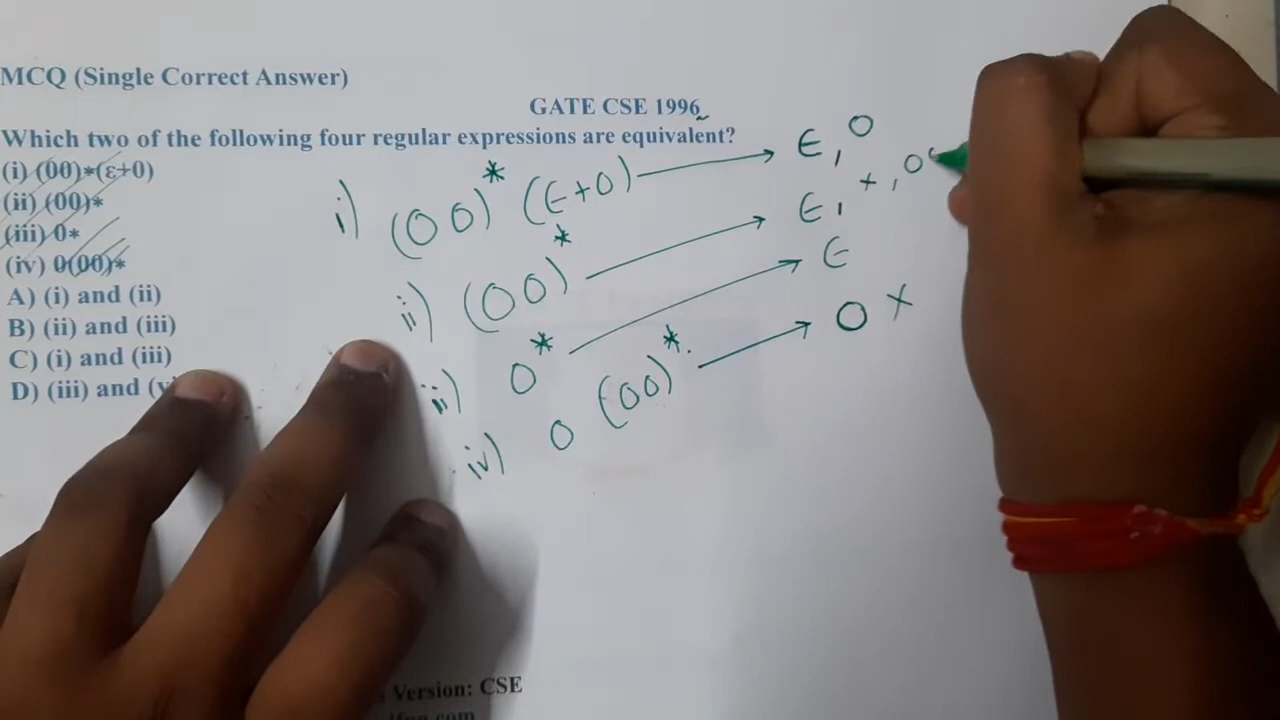 MCQ (Single Correct Answer)
GATE CSE 1996
Which two of the following four regular expressions are equivalent?
(i) (00)*(ε+0)
(ii) (00)*
(iii) 0*
(iv) 0(00)*
A) (i) and (ii)
B) (ii) and (iii)
C) (i) and (iii)
D) (iii) and
i) (00)* (ϵ+0) → ϵ, 0
ii) (00)* → ϵ, ×, 0
ii) 0* → ϵ
iv) 0 (00)*. → 0 ×
Version: CSE